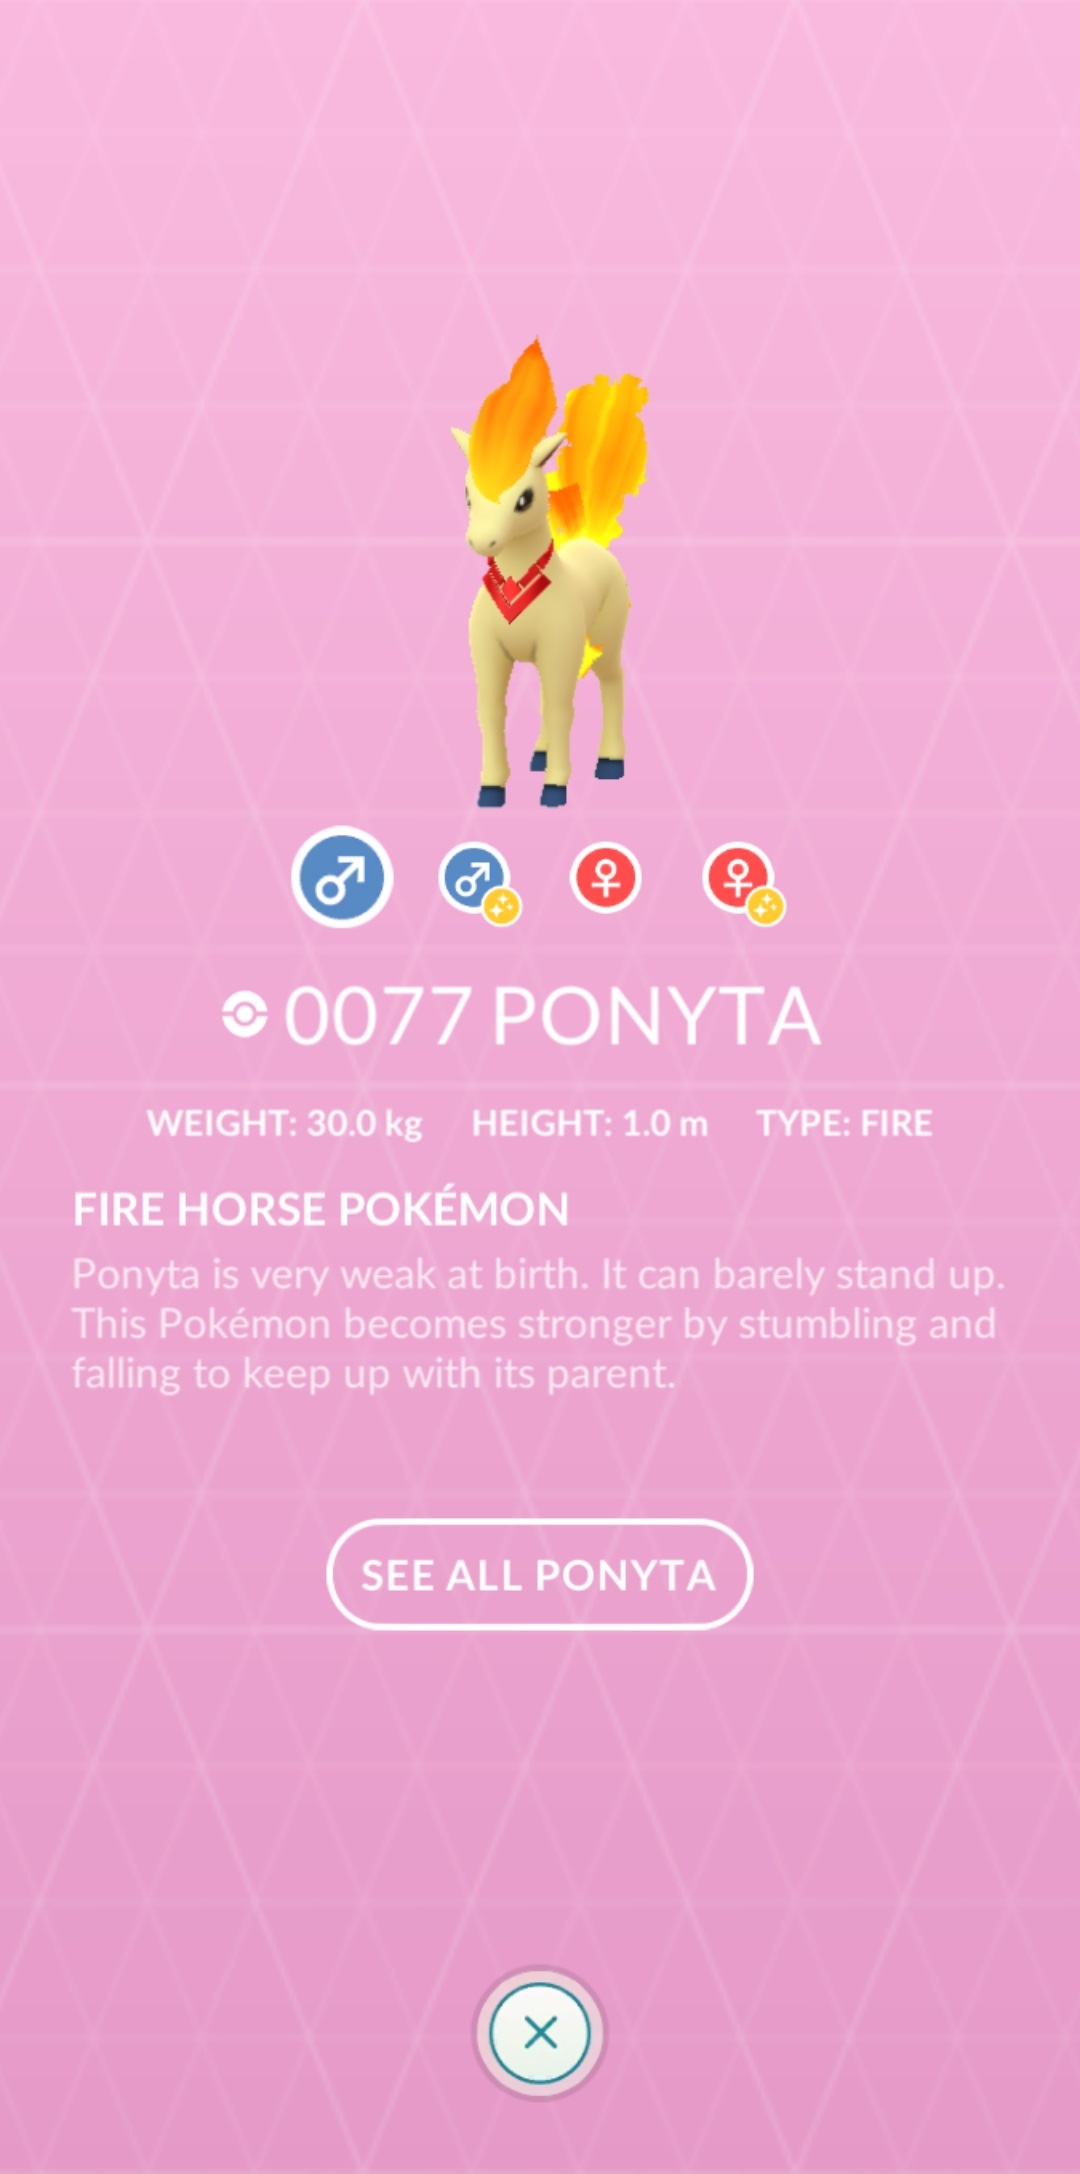 0077 PONYTA
WEIGHT: 30.0 kg HEIGHT: 1.0 m TYPE: FIRE
FIRE HORSE POKÉMON
Ponyta is very weak at birth. It can barely stand up.
This Pokémon becomes stronger by stumbling and
falling to keep up with its parent.
SEE ALL PONYTA